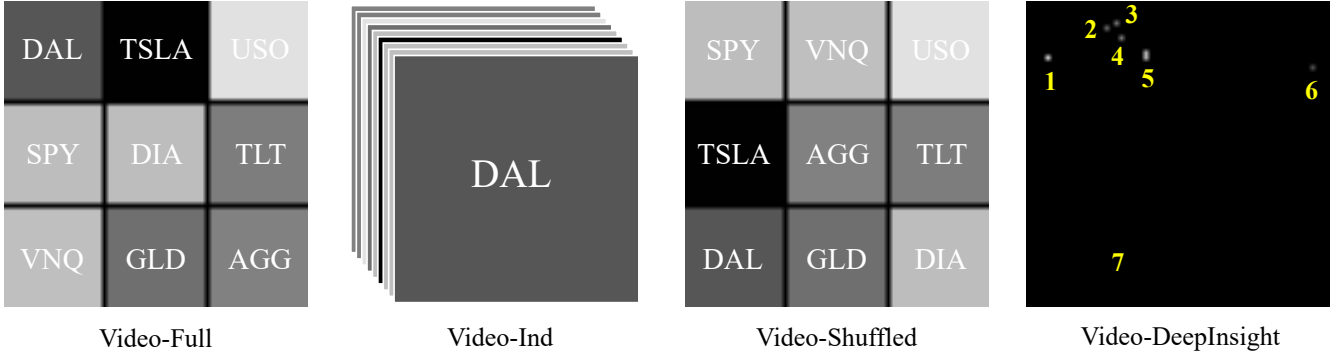 DAL TSLA USO
SPY DIA TLT
VNQ GLD AGG
Video-Full
DAL
Video-Ind
SPY VNQ USO
TSLA AGG TLT
DAL GLD DIA
Video-Shuffled
1
2
3
4
5
6
7
Video-DeepInsight